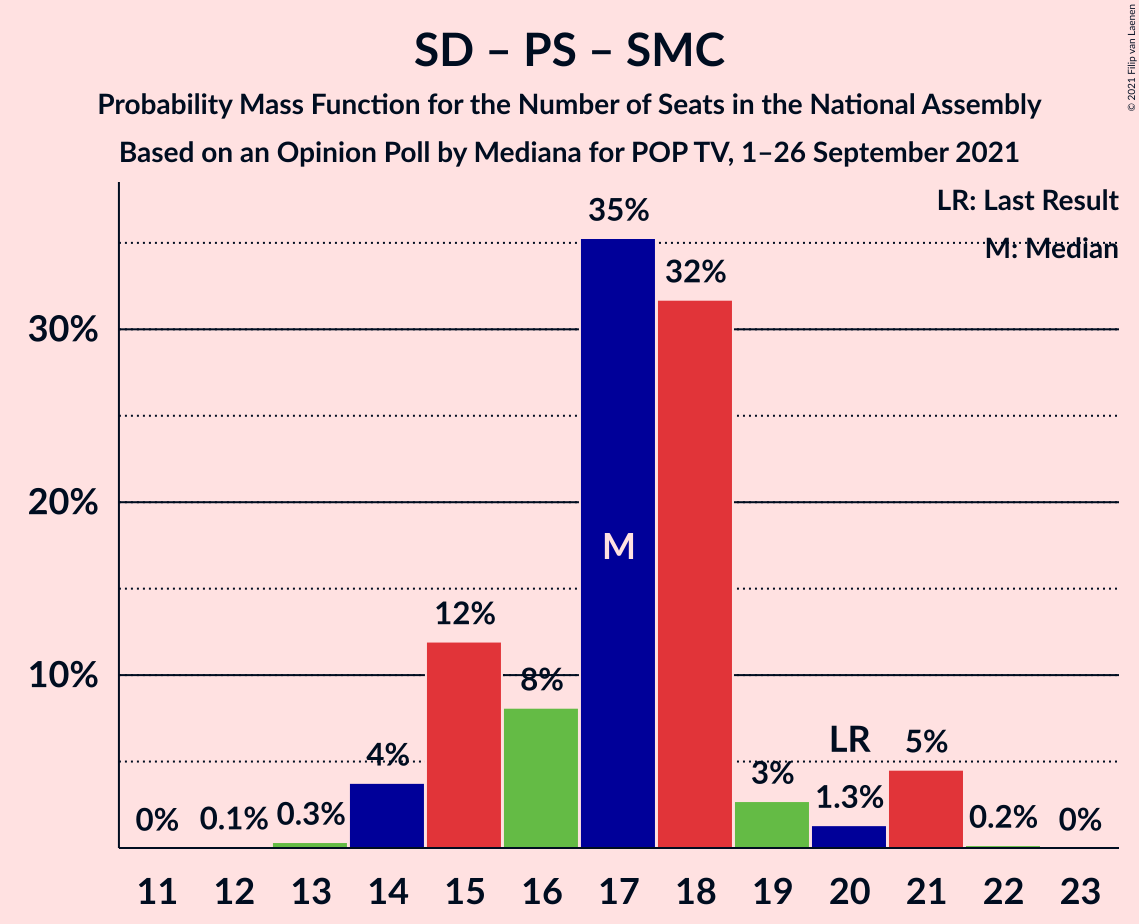 SD – PS – SMC
Probability Mass Function for the Number of Seats in the National Assembly
Based on an Opinion Poll by Mediana for POP TV, 1–26 September 2021
© 2021 Filip van Laenen
LR: Last Result
M: Median
35%
32%
30%
20%
M
12%
10%
8%
LR
5%
4%
3%
1.3%
0% 0.1% 0.3%
0.2% 0%
11 12 13 14 15 16 17 18 19 20 21 22 23